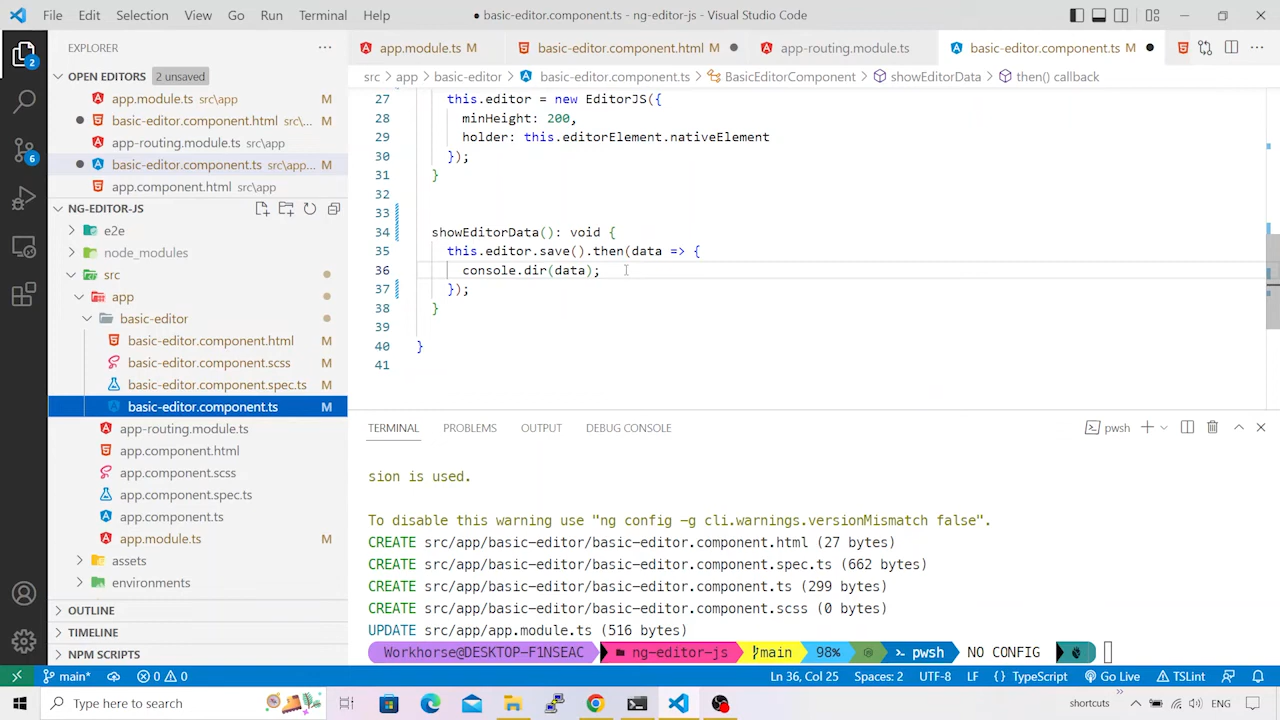 File Edit Selection View Go Run Terminal Help
basic-editor.component.ts - ng-editor-js - Visual Studio Code
EXPLORER
app.module.ts M
basic-editor.component.html M
app-routing.module.ts
basic-editor.component.ts M
src > app > basic-editor > basic-editor.component.ts > BasicEditorComponent > showEditorData > then() callback
OPEN EDITORS 2 unsaved
app.module.ts src\app M
basic-editor.component.html src\... M
app-routing.module.ts src\app
basic-editor.component.ts src\app... M
app.component.html src\app
NG-EDITOR-JS
e2e
node_modules
src
app
basic-editor
basic-editor.component.html M
basic-editor.component.scss M
basic-editor.component.spec.ts M
basic-editor.component.ts M
app-routing.module.ts
app.component.html
app.component.scss
app.component.spec.ts
app.component.ts
app.module.ts M
assets
environments
OUTLINE
TIMELINE
NPM SCRIPTS
2
6
27 this.editor = new EditorJS({
28 minHeight: 200,
29 holder: this.editorElement.nativeElement
30 });
31 }
32
33
34 showEditorData(): void {
35 this.editor.save().then(data => {
36 console.dir(data);
37 });
38 }
39
40 }
41
TERMINAL PROBLEMS OUTPUT DEBUG CONSOLE
pwsh
sion is used.
To disable this warning use "ng config -g cli.warnings.versionMismatch false".
CREATE src/app/basic-editor/basic-editor.component.html (27 bytes)
CREATE src/app/basic-editor/basic-editor.component.spec.ts (662 bytes)
CREATE src/app/basic-editor/basic-editor.component.ts (299 bytes)
CREATE src/app/basic-editor/basic-editor.component.scss (0 bytes)
UPDATE src/app/app.module.ts (516 bytes)
Workhorse@DESKTOP-F1NSEAC ng-editor-js main 98% pwsh NO CONFIG
main* 0 0 Ln 36, Col 25 Spaces: 2 UTF-8 LF { } TypeScript Go Live TSLint
Type here to search
shortcuts ENG